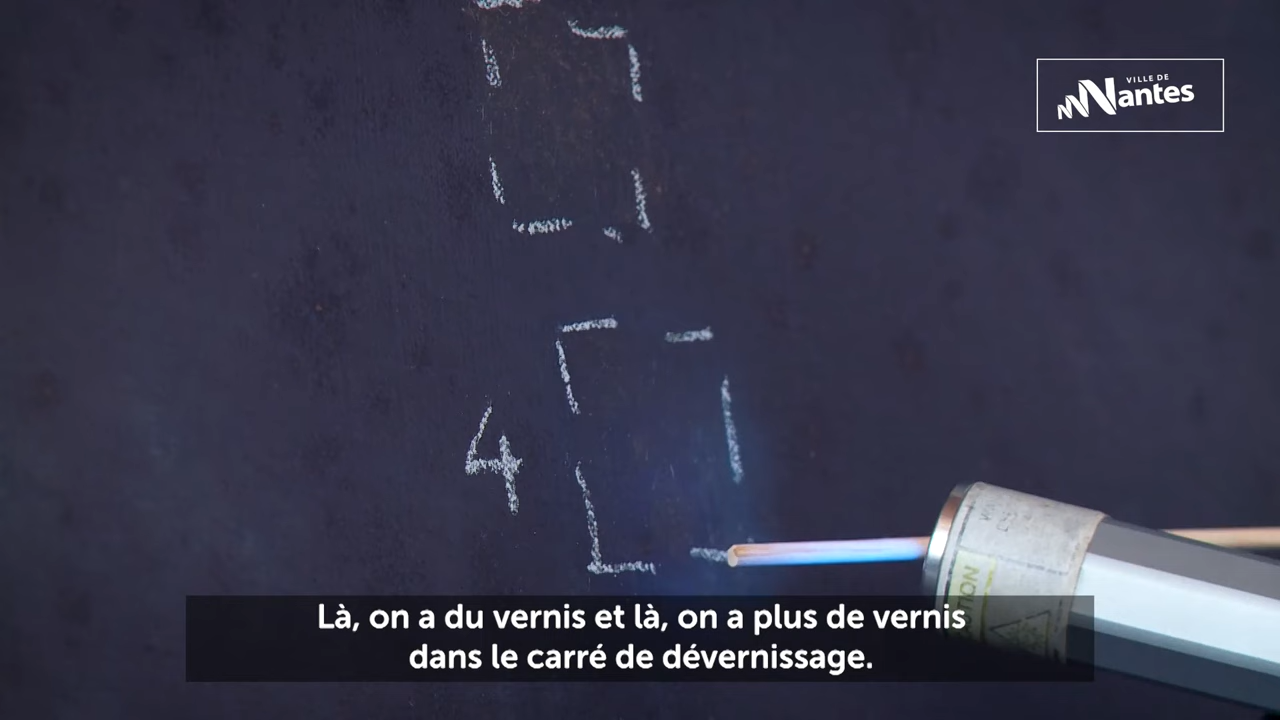 VILLE DE
Nantes
4
Là, on a du vernis et là, on a plus de vernis
dans le carré de dévernissage.